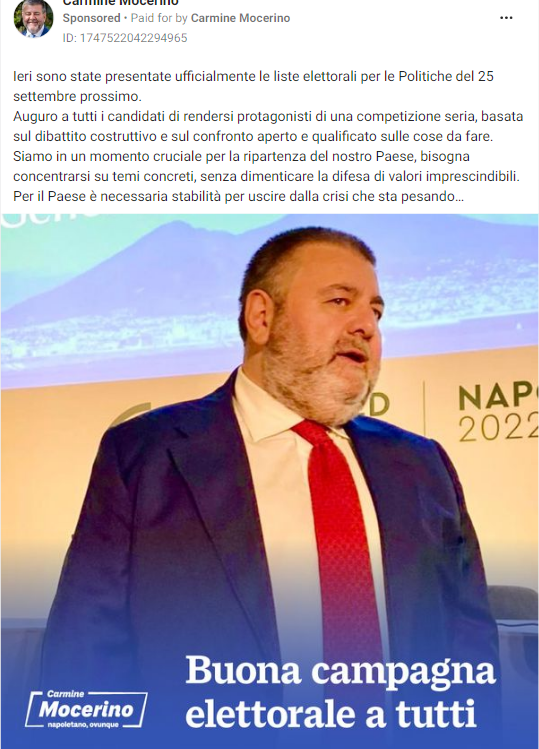 Carmine Mocerino
Sponsored • Paid for by Carmine Mocerino
ID: 1747522042294965
Ieri sono state presentate ufficialmente le liste elettorali per le Politiche del 25
settembre prossimo.
Auguro a tutti i candidati di rendersi protagonisti di una competizione seria, basata
sul dibattito costruttivo e sul confronto aperto e qualificato sulle cose da fare.
Siamo in un momento cruciale per la ripartenza del nostro Paese, bisogna
concentrarsi su temi concreti, senza dimenticare la difesa di valori imprescindibili.
Per il Paese è necessaria stabilità per uscire dalla crisi che sta pesando...
NAP
2022
Buona campagna
elettorale a tutti
Carmine
Mocerino
napoletano, ovunque